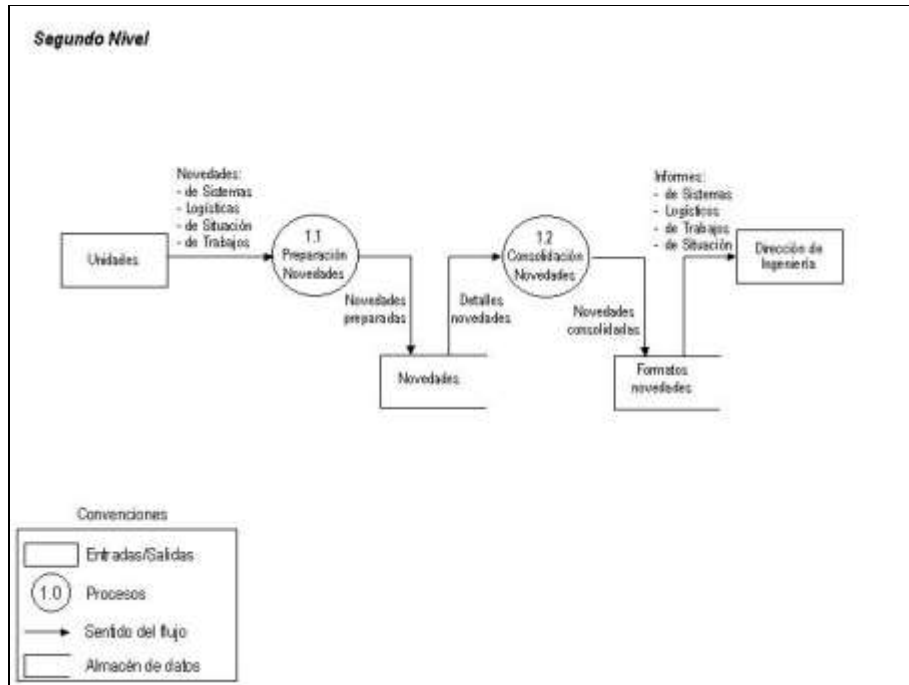 Segundo Nivel
Novedades:
- de Sistemas
- Logísticas
- de Situación
- de Trabajos
Unidades
1.1
Preparación
Novedades
Novedades
preparadas
Detalles
novedades
Novedades
1.2
Consolidación
Novedades
Novedades
consolidadas
Formatos
novedades
Informes:
- de Sistemas
- Logísticos
- de Trabajos
- de Situación
Dirección de
Ingeniería
Convenciones
Entradas/Salidas
1.0
Procesos
Sentido del flujo
Almacén de datos